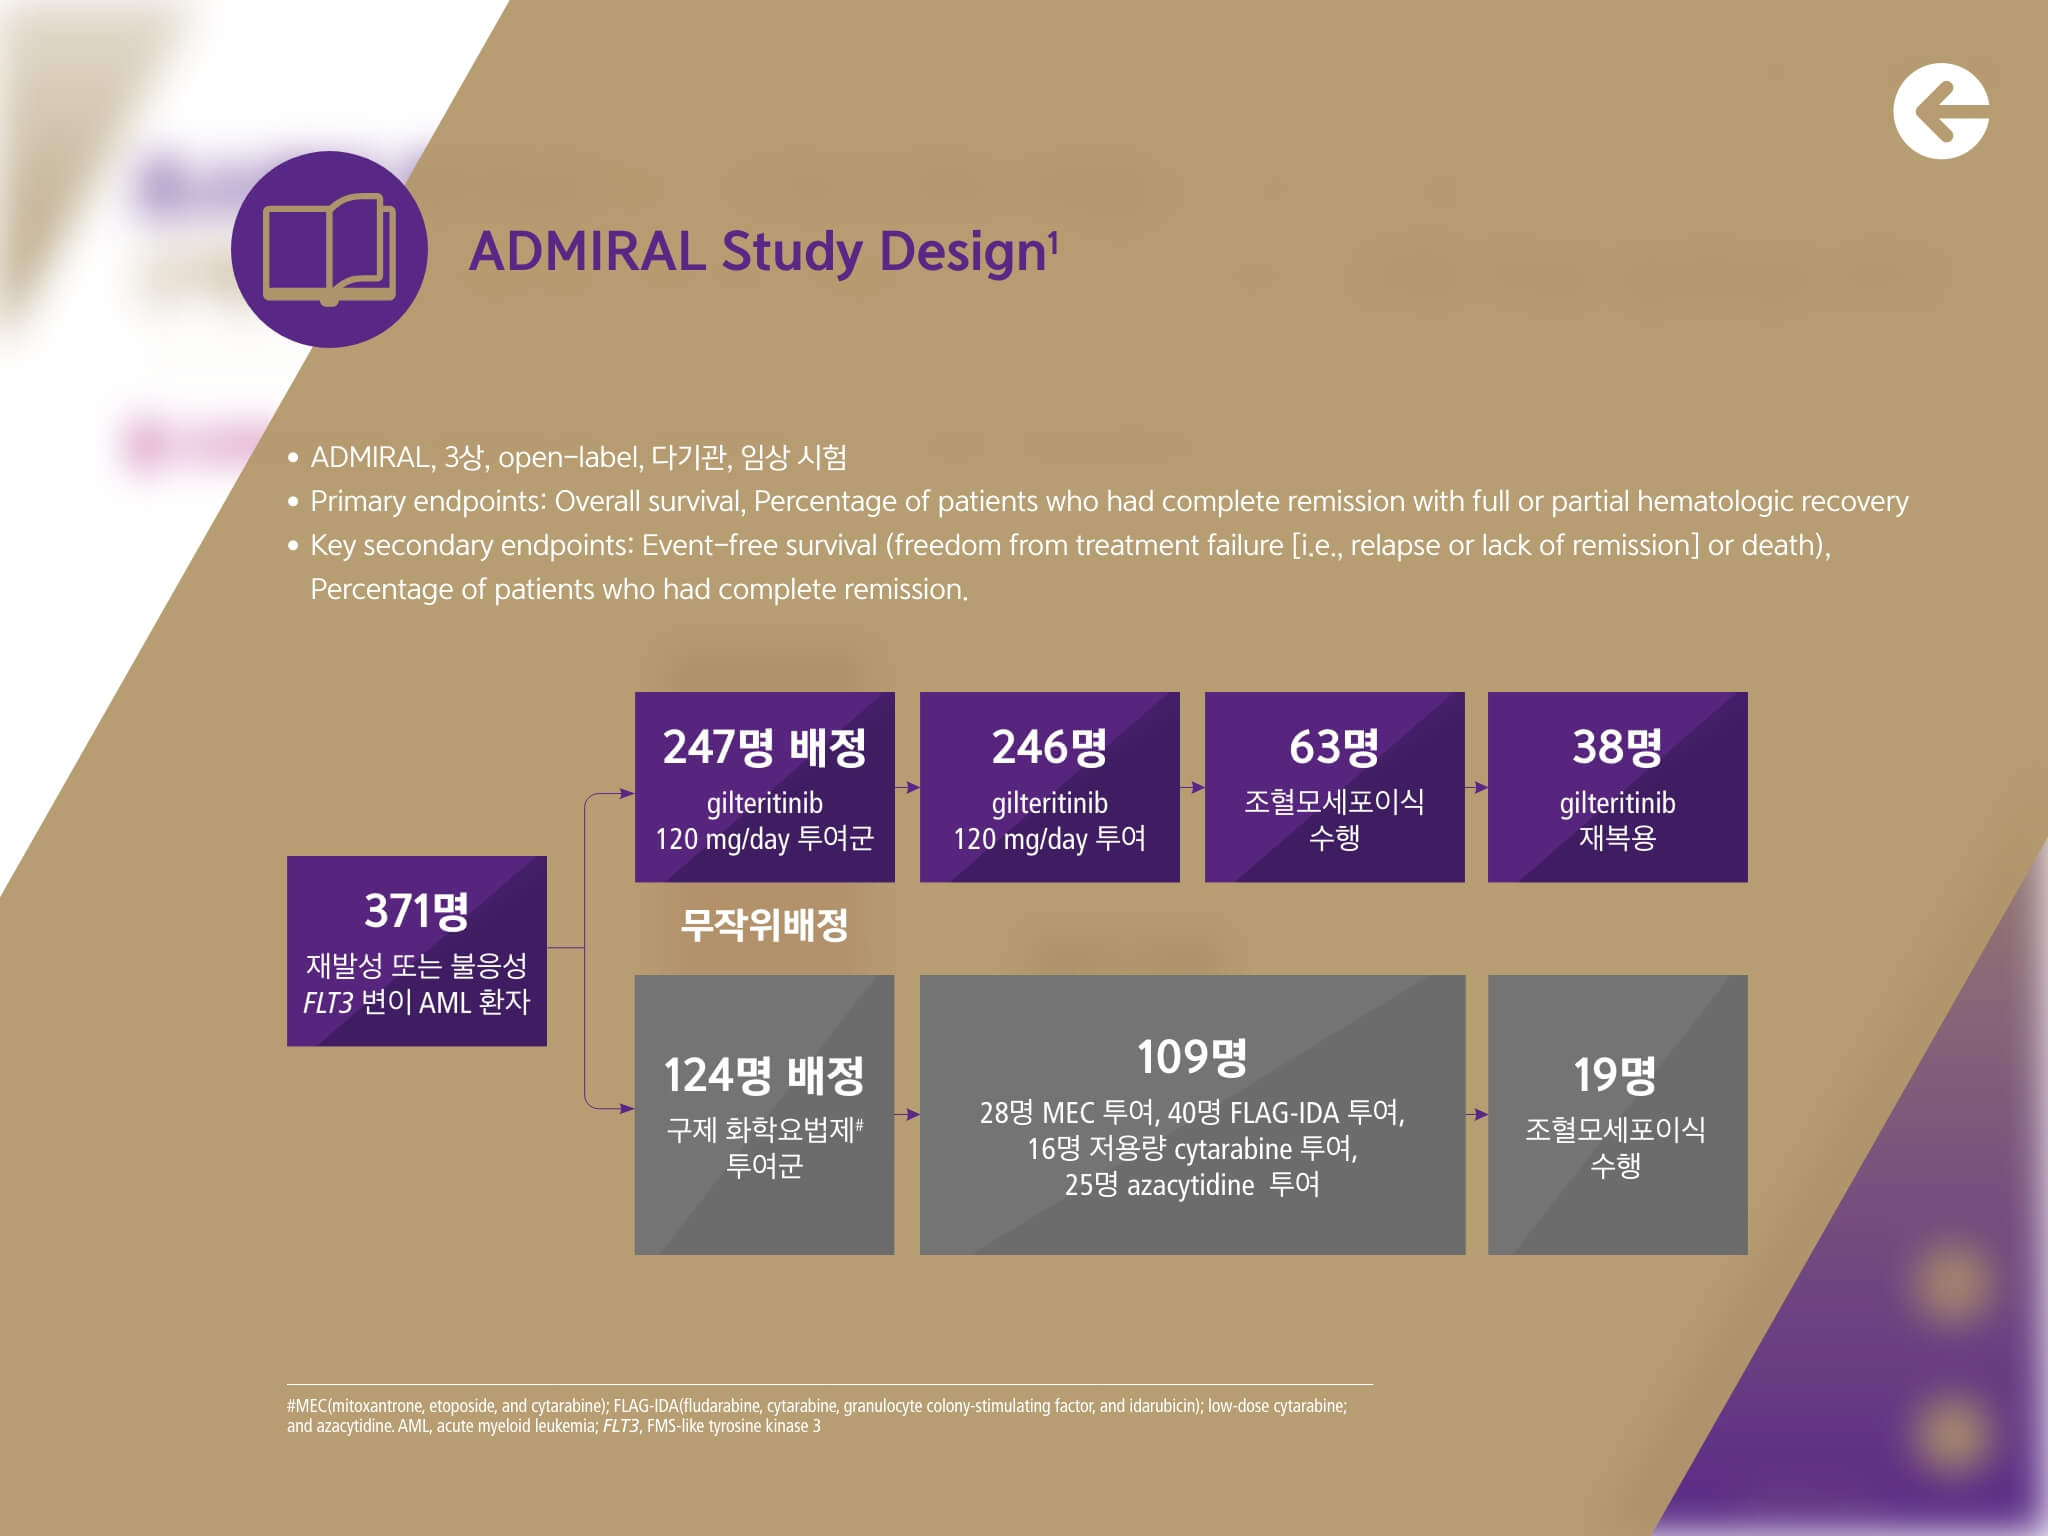 ADMIRAL Study Design1
• ADMIRAL, 3상, open-label, 다기관, 임상 시험
• Primary endpoints: Overall survival, Percentage of patients who had complete remission with full or partial hematologic recovery
• Key secondary endpoints: Event-free survival (freedom from treatment failure [i.e., relapse or lack of remission] or death),
Percentage of patients who had complete remission.
371명
재발성 또는 불응성
FLT3 변이 AML 환자
247명 배정
gilteritinib
120 mg/day 투여군
246명
gilteritinib
120 mg/day 투여
63명
조혈모세포이식
수행
38명
gilteritinib
재복용
무작위배정
124명 배정
구제 화학요법제#
투여군
109명
28명 MEC 투여, 40명 FLAG-IDA 투여,
16명 저용량 cytarabine 투여,
25명 azacytidine 투여
19명
조혈모세포이식
수행
#MEC(mitoxantrone, etoposide, and cytarabine); FLAG-IDA(fludarabine, cytarabine, granulocyte colony-stimulating factor, and idarubicin); low-dose cytarabine;
and azacytidine. AML, acute myeloid leukemia; FLT3, FMS-like tyrosine kinase 3